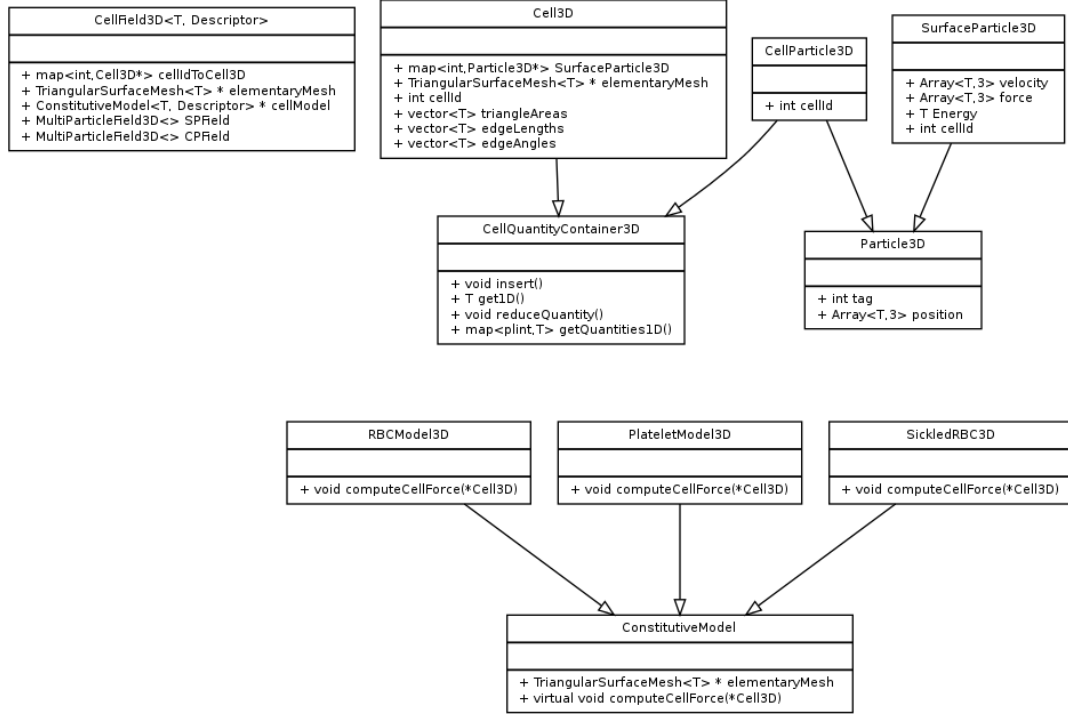 CellField3D<T, Descriptor>
+ map<int,Cell3D*> cellIdToCell3D
+ TriangularSurfaceMesh<T> * elementaryMesh
+ ConstitutiveModel<T, Descriptor> * cellModel
+ MultiParticleField3D<> SPField
+ MultiParticleField3D<> CPField
Cell3D
+ map<int,Particle3D*> SurfaceParticle3D
+ TriangularSurfaceMesh<T> * elementaryMesh
+ int cellId
+ vector<T> triangleAreas
+ vector<T> edgeLengths
+ vector<T> edgeAngles
CellParticle3D
+ int cellId
SurfaceParticle3D
+ Array<T,3> velocity
+ Array<T,3> force
+ T Energy
+ int cellId
CellQuantityContainer3D
+ void insert()
+ T get1D()
+ void reduceQuantity()
+ map<plint,T> getQuantities1D()
Particle3D
+ int tag
+ Array<T,3> position
RBCModel3D
+ void computeCellForce(*Cell3D)
PlateletModel3D
+ void computeCellForce(*Cell3D)
SickledRBC3D
+ void computeCellForce(*Cell3D)
ConstitutiveModel
+ TriangularSurfaceMesh<T> * elementaryMesh
+ virtual void computeCellForce(*Cell3D)